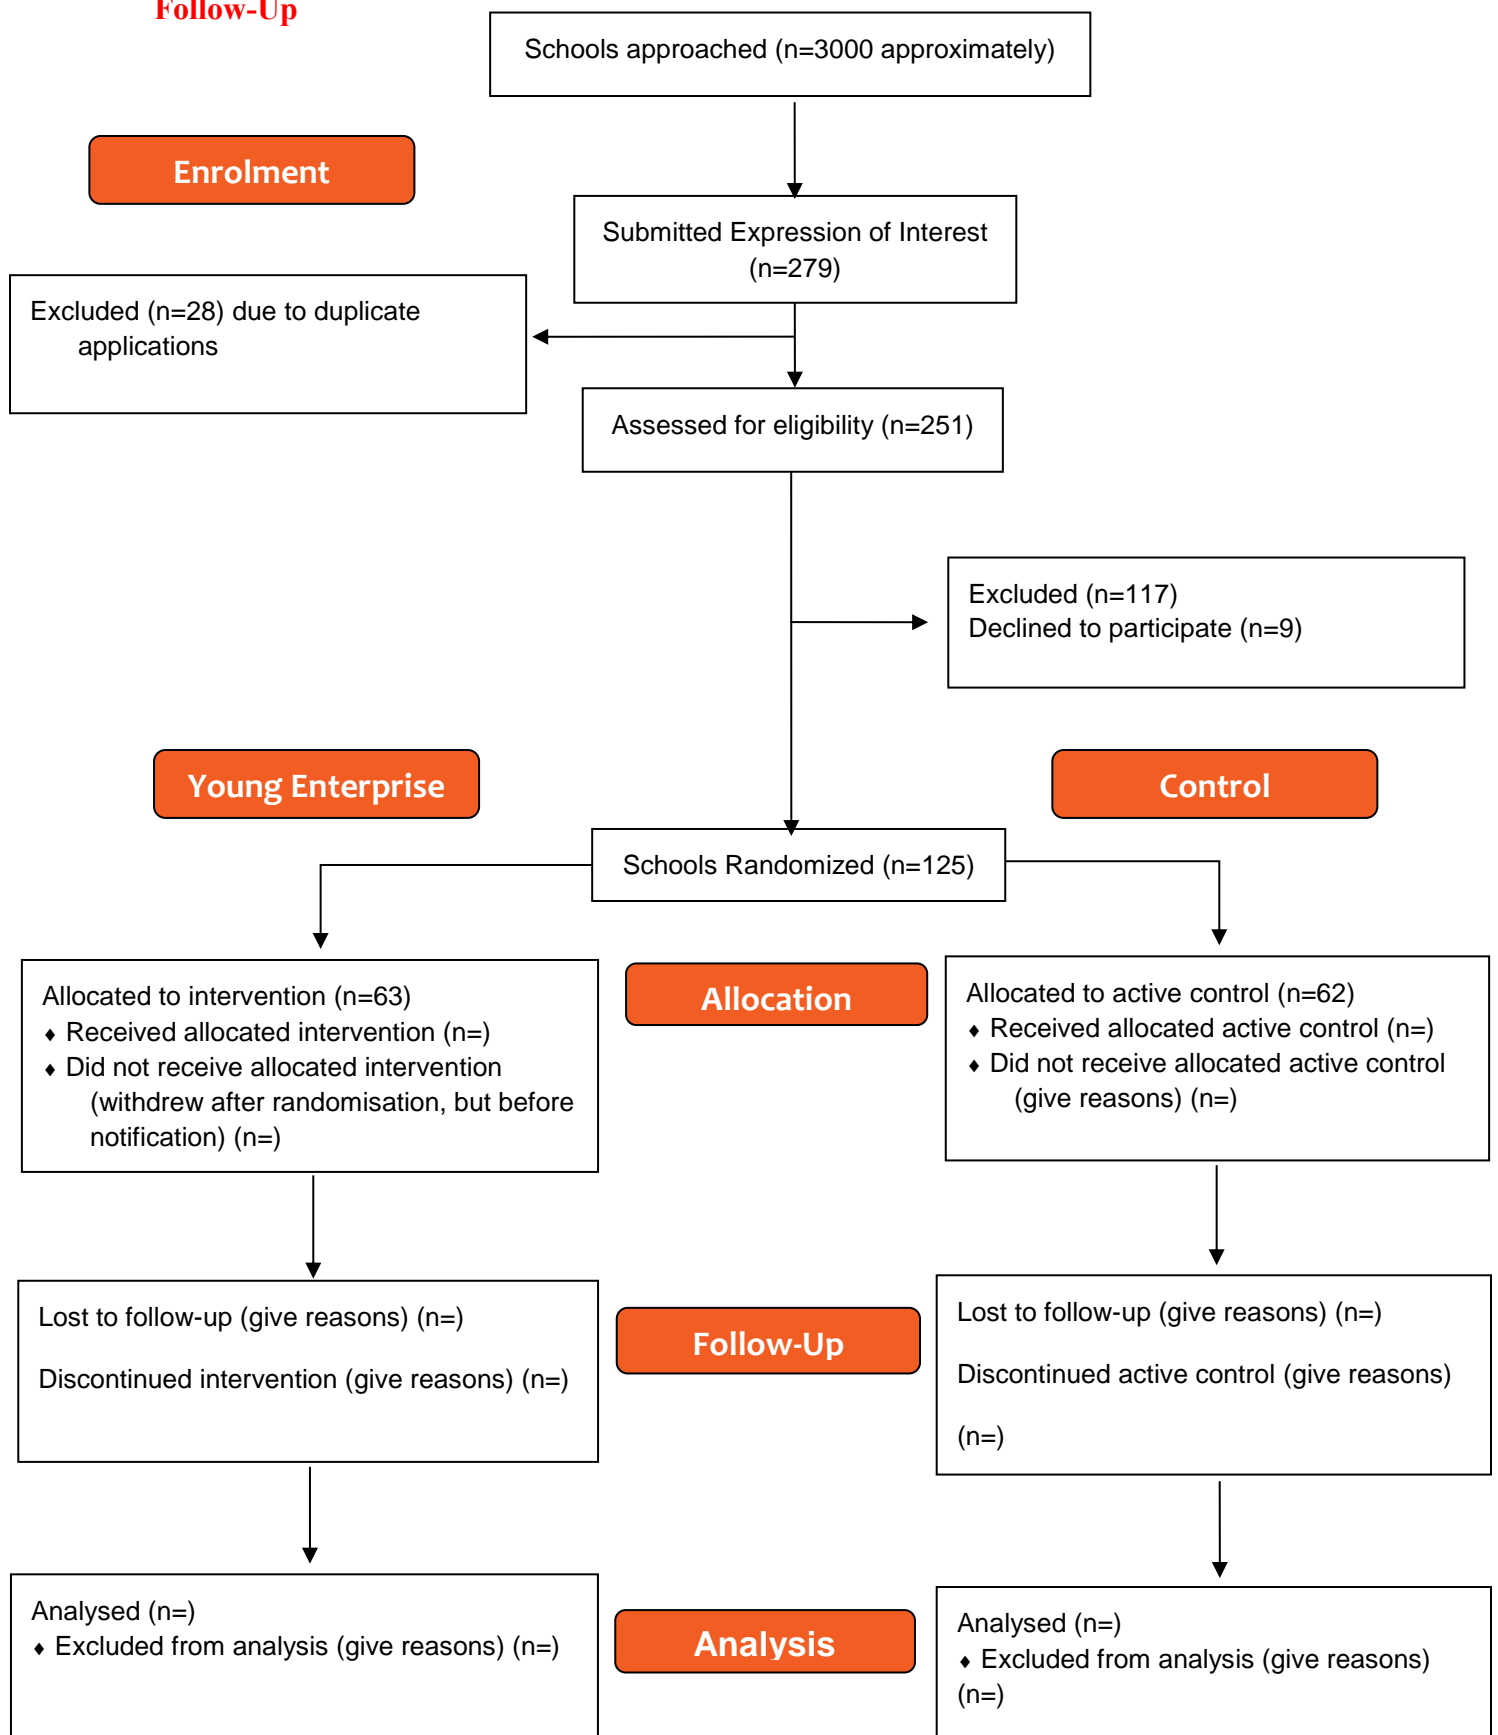 Follow-Up
Schools approached (n=3000 approximately)
Enrolment
Submitted Expression of Interest
(n=279)
Excluded (n=28) due to duplicate
applications
Assessed for eligibility (n=251)
Excluded (n=117)
Declined to participate (n=9)
Young Enterprise
Control
Schools Randomized (n=125)
Allocated to intervention (n=63)
♦ Received allocated intervention (n=)
♦ Did not receive allocated intervention
(withdrew after randomisation, but before
notification) (n=)
Allocation
Allocated to active control (n=62)
♦ Received allocated active control (n=)
♦ Did not receive allocated active control
(give reasons) (n=)
Lost to follow-up (give reasons) (n=)
Discontinued intervention (give reasons) (n=)
Follow-Up
Lost to follow-up (give reasons) (n=)
Discontinued active control (give reasons)
(n=)
Analysed (n=)
♦ Excluded from analysis (give reasons) (n=)
Analysis
Analysed (n=)
♦ Excluded from analysis (give reasons)
(n=)